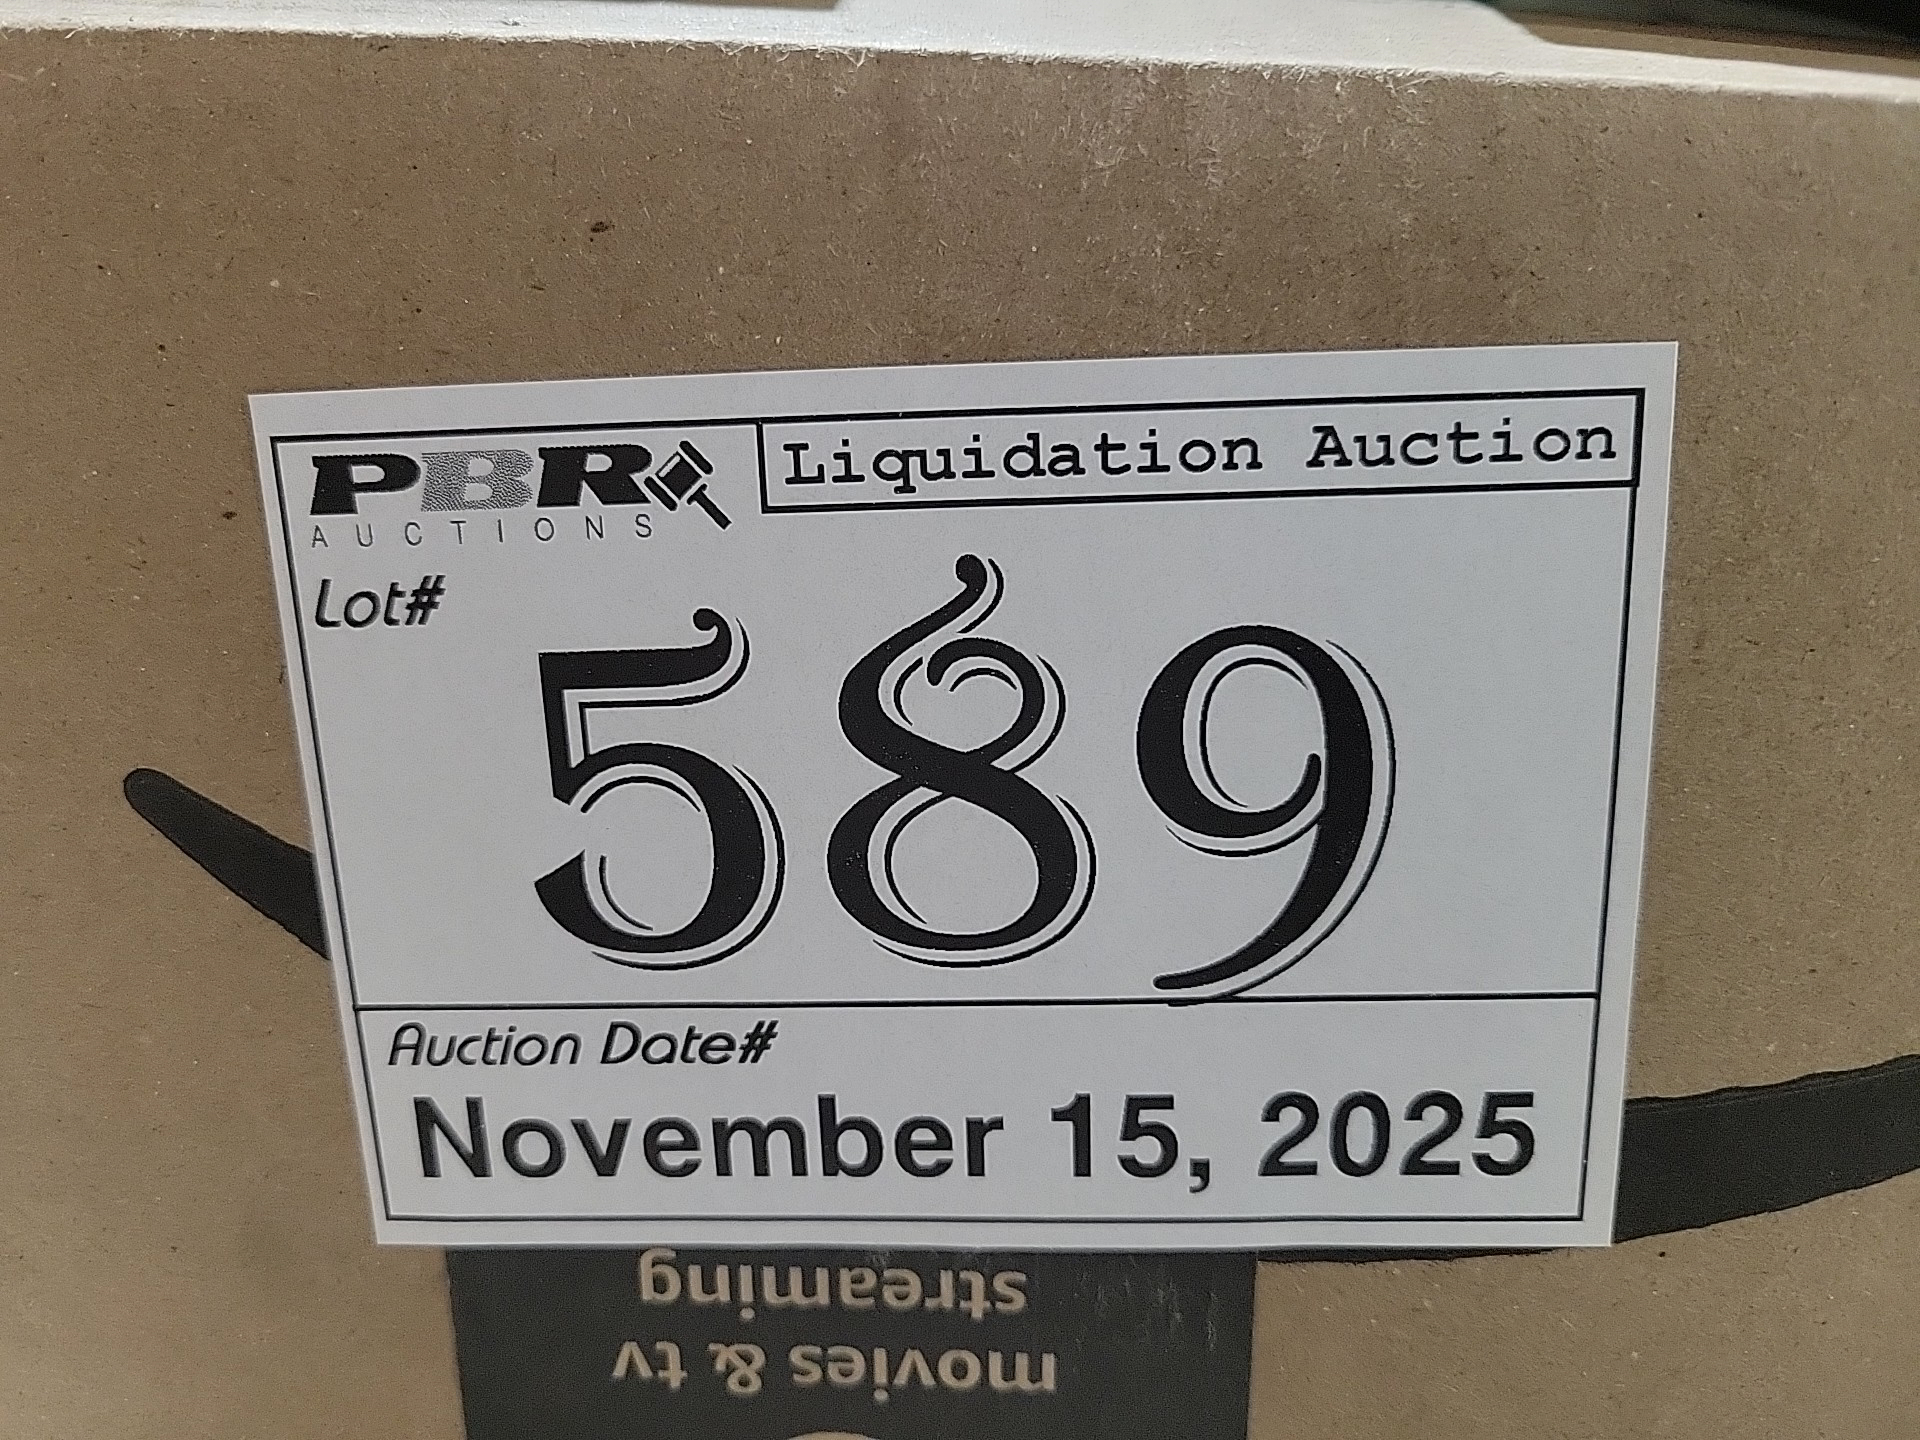 PBR
AUCTIONS
Liquidation Auction
Lot#
589
Auction Date#
November 15, 2025
movies & tv
streaming